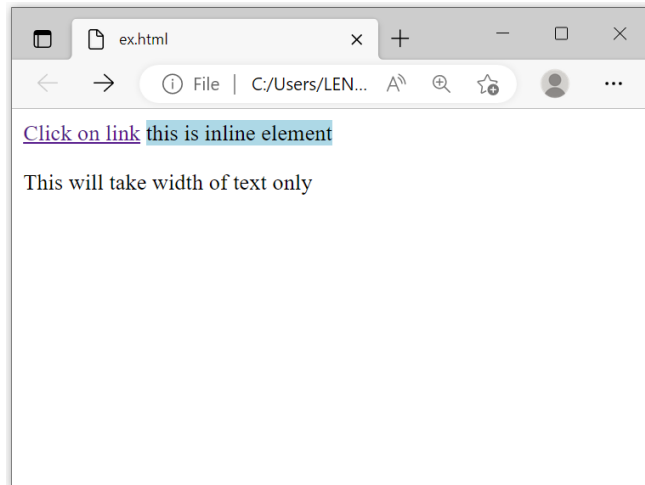 ex.html
File | C:/Users/LEN...
Click on link this is inline element
This will take width of text only